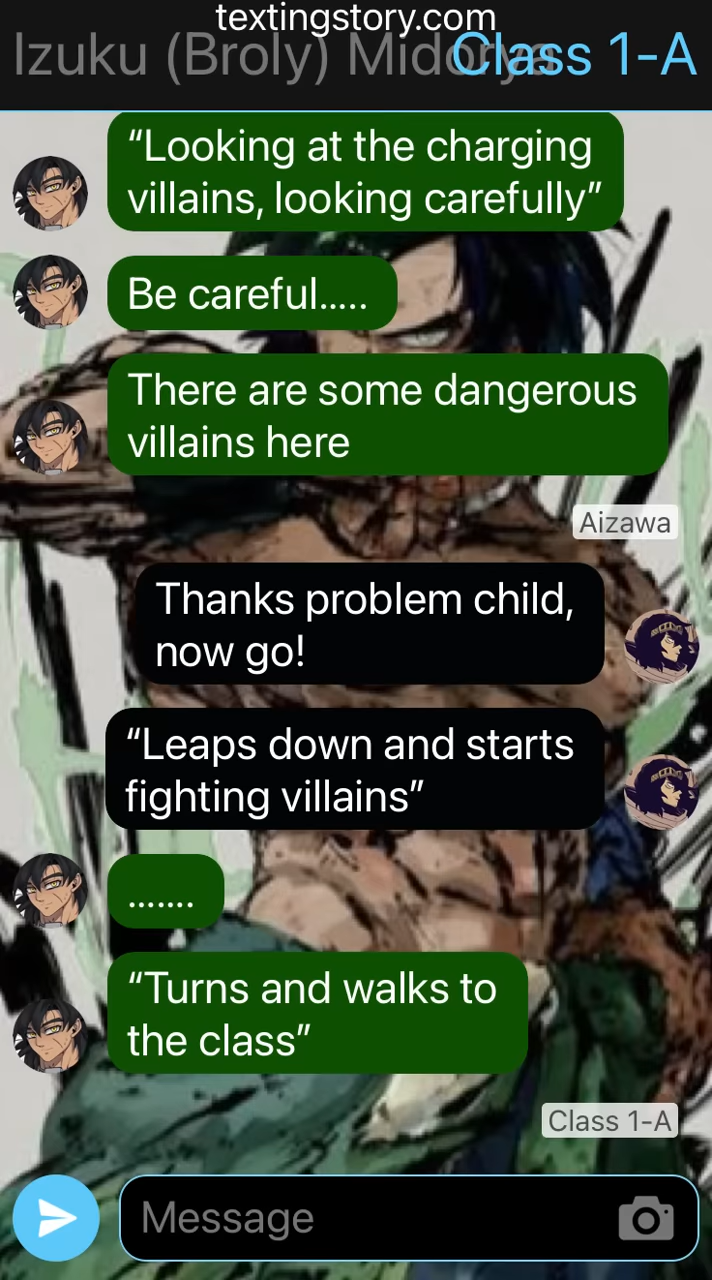 textingstory.com
Izuku (Broly) Midorya
Class 1-A
“Looking at the charging
villains, looking carefully”
Be careful.....
There are some dangerous
villains here
Aizawa
Thanks problem child,
now go!
“Leaps down and starts
fighting villains”
.......
“Turns and walks to
the class”
Class 1-A
Message